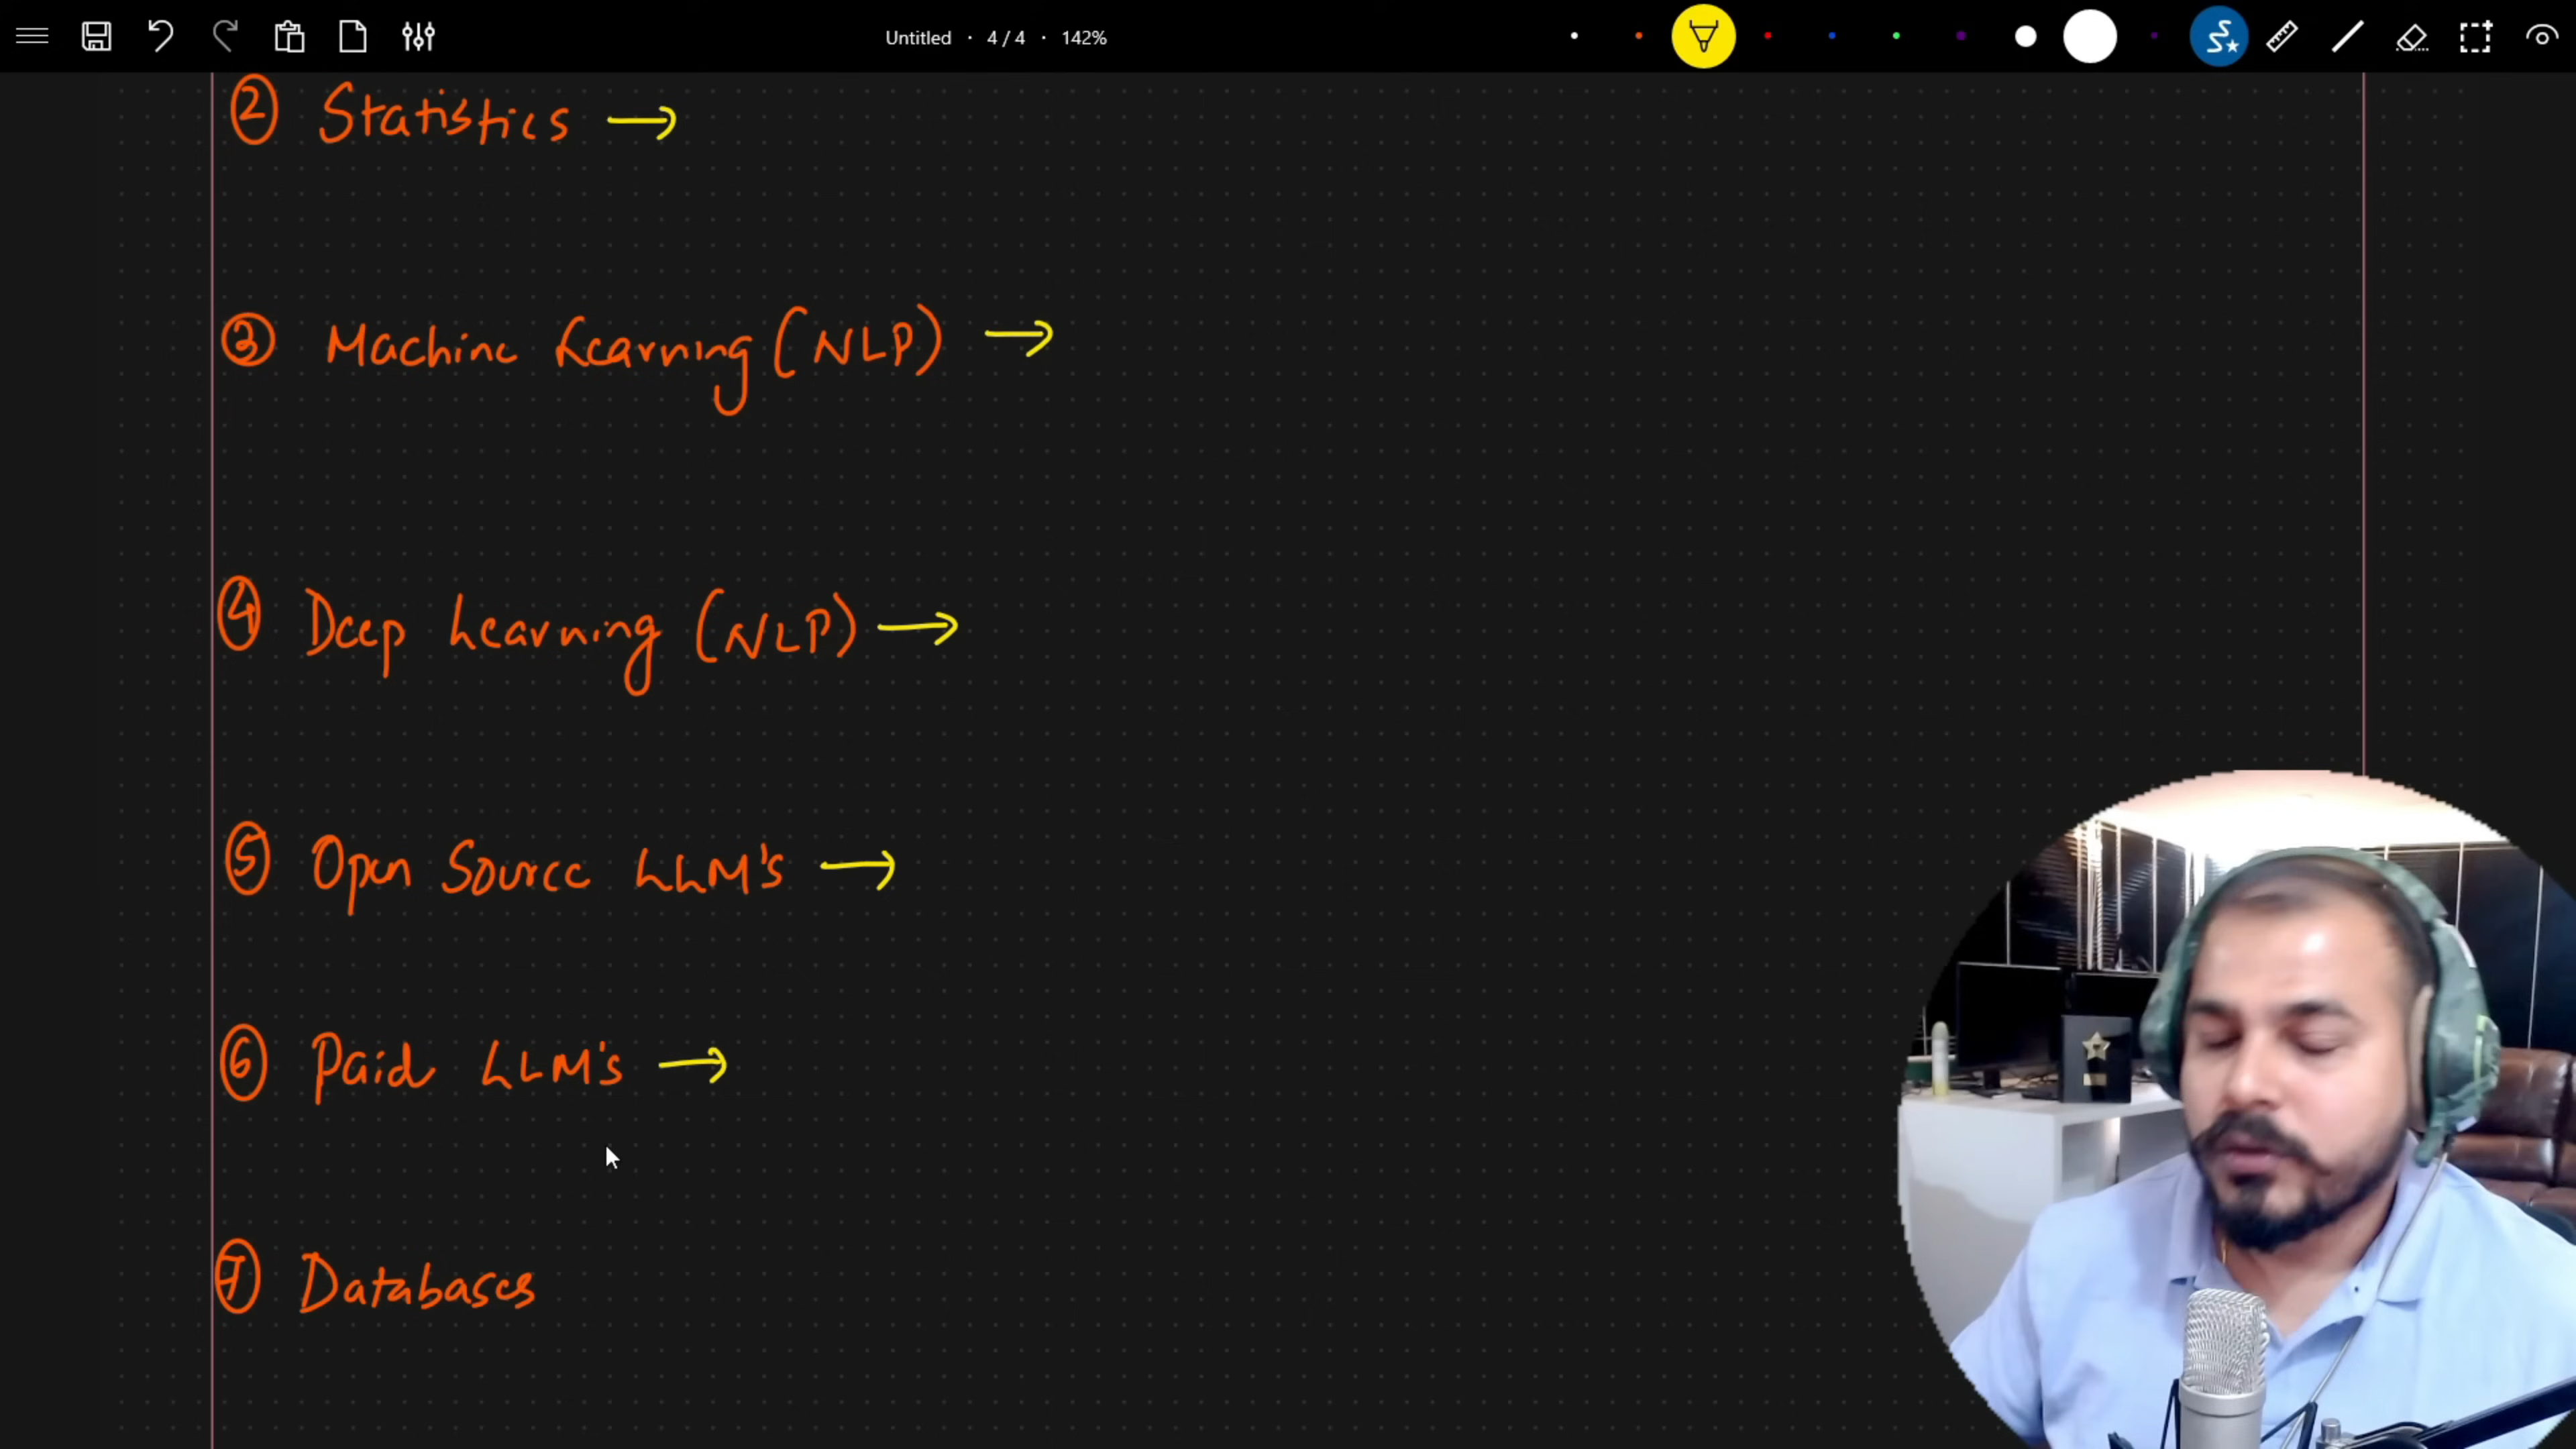 Untitled · 4 / 4 · 142%
② Statistics →
③ Machine Learning (NLP) →
④ Deep Learning (NLP) →
⑤ Open Source LLM's →
⑥ Paid LLM's →
⑦ Databases